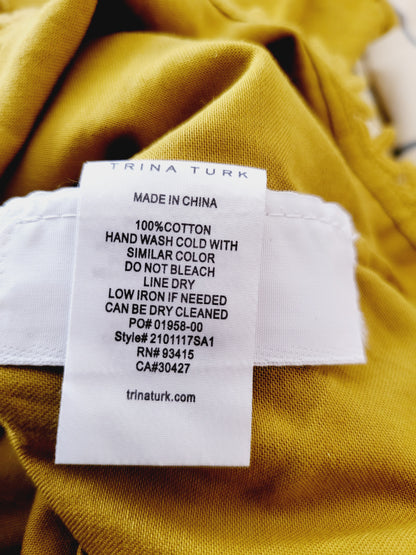 TRINA TURK
MADE IN CHINA
100%COTTON
HAND WASH COLD WITH
SIMILAR COLOR
DO NOT BLEACH
LINE DRY
LOW IRON IF NEEDED
CAN BE DRY CLEANED
PO# 01958-00
Style# 2101117SA1
RN# 93415
CA#30427
trinaturk.com